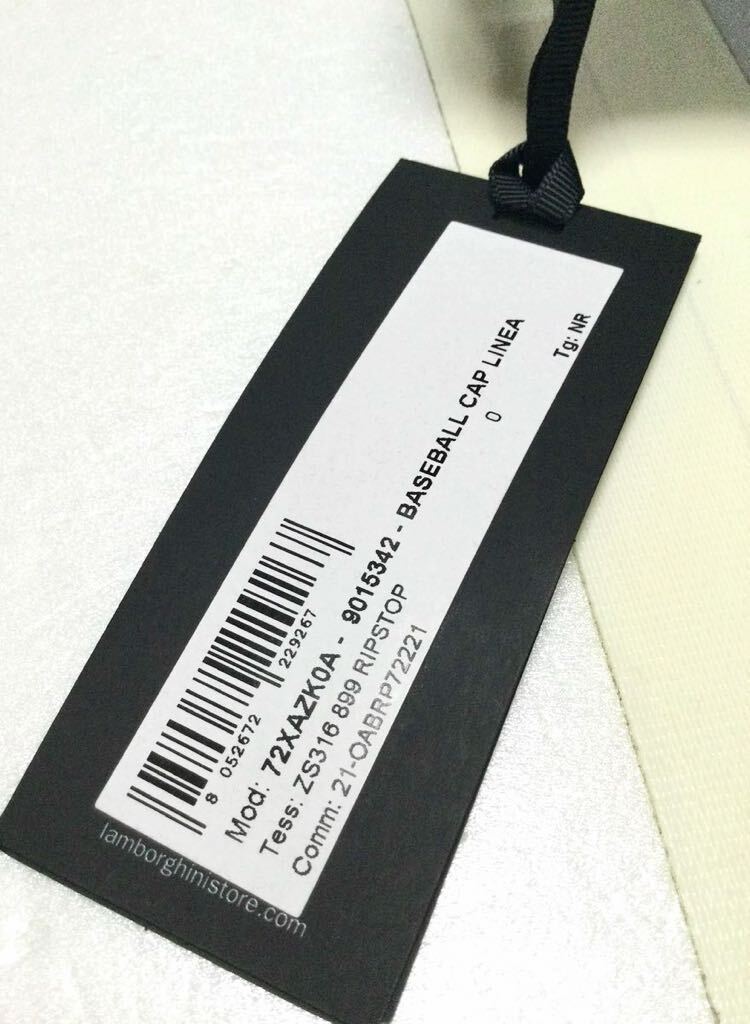 8 052672 229267
Mod: 72XAZK0A - 9015342 - BASEBALL CAP LINEA
Tess: ZS316 899 RIPSTOP
0
Comm: 21-OABRP72221
Tg: NR
lamborghinistore.com